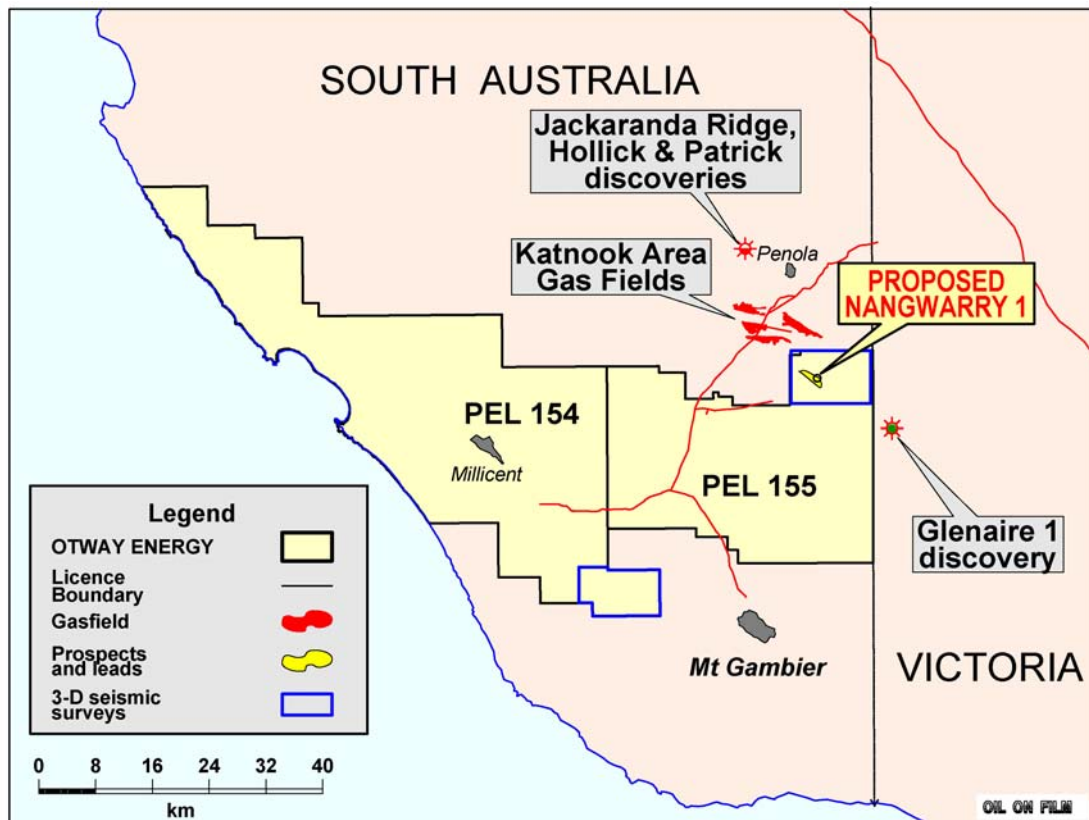 SOUTH AUSTRALIA
Jackaranda Ridge,
Hollick & Patrick
discoveries
Penola
Katnook Area
Gas Fields
PROPOSED
NANGWARRY 1
PEL 154
Millicent
PEL 155
Glenaire 1
discovery
Mt Gambier
VICTORIA
Legend
OTWAY ENERGY
Licence
Boundary
Gasfield
Prospects
and leads
3-D seismic
surveys
0 8 16 24 32 40
km
OIL ON FILM